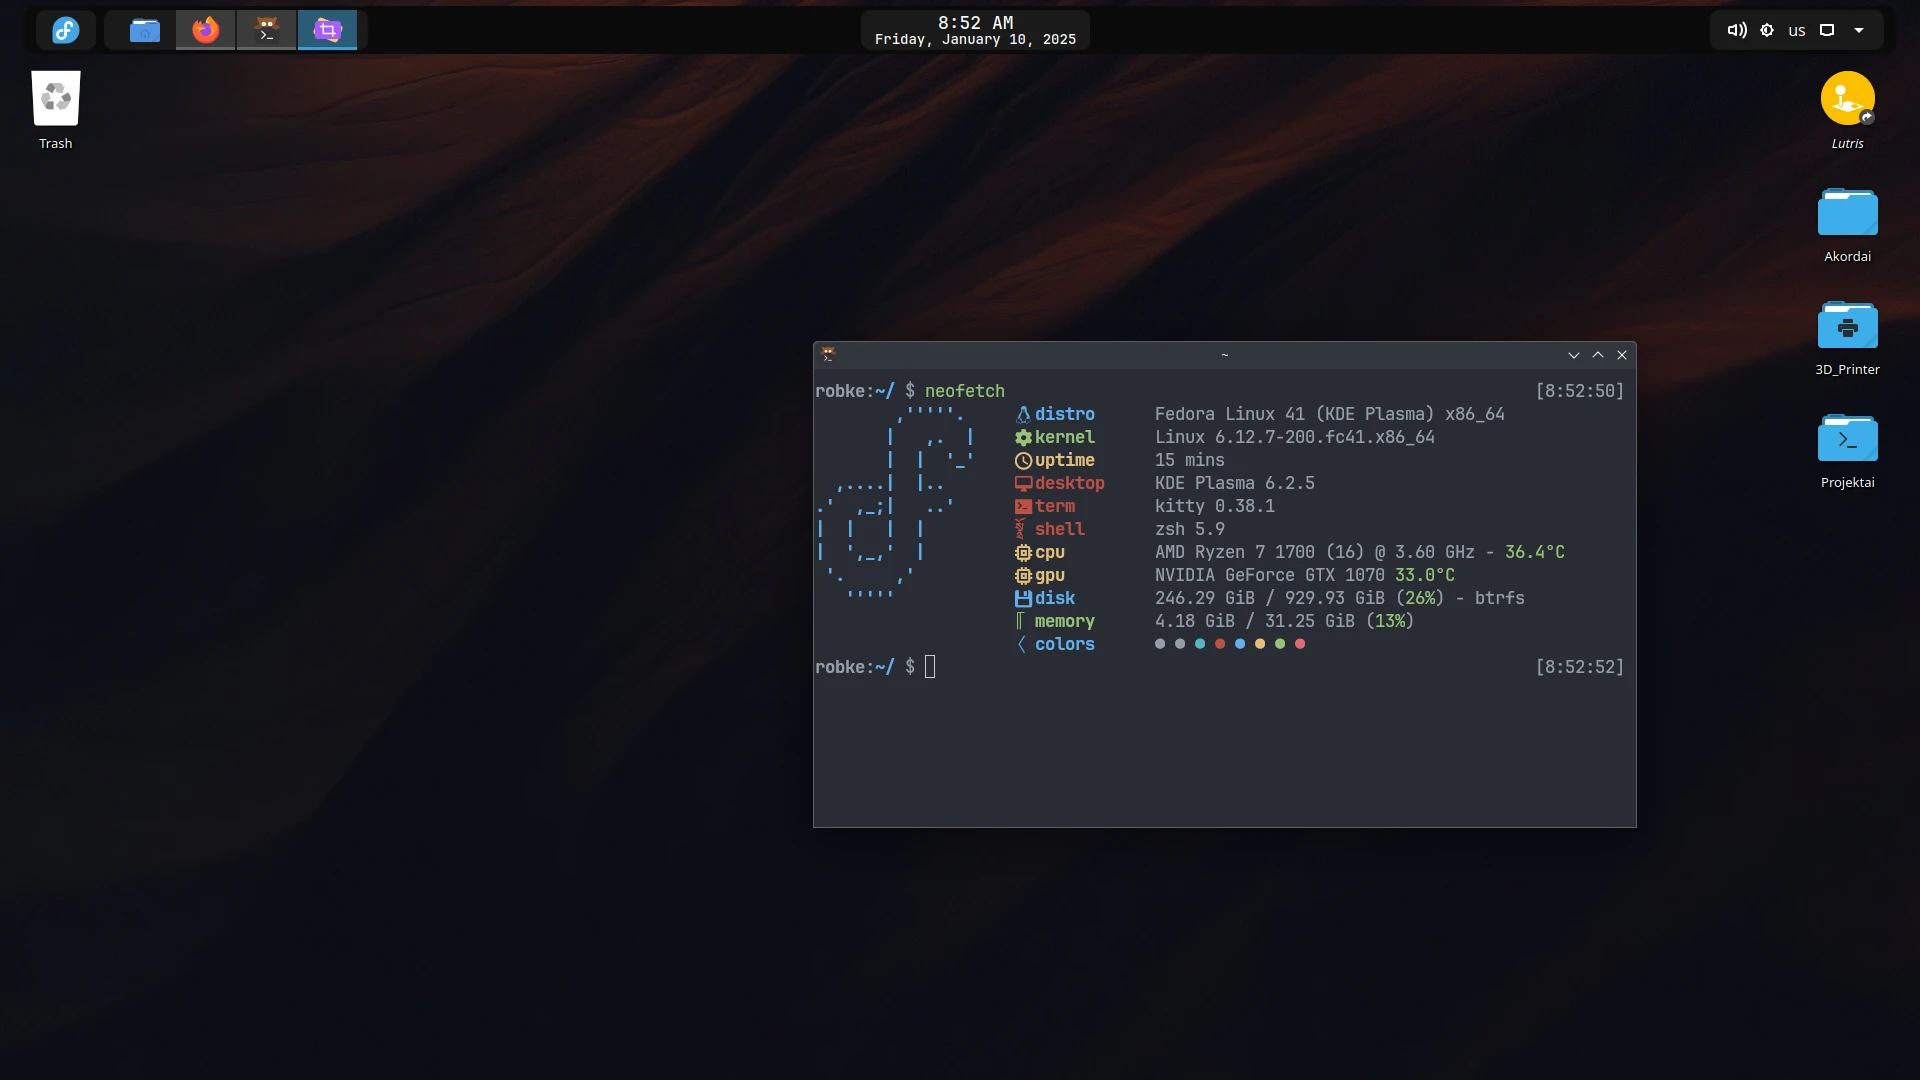 8:52 AM
Friday, January 10, 2025
us
Trash
Lutris
Akordai
3D_Printer
Projektai
~
robke:~/ $ neofetch [8:52:50]
distro Fedora Linux 41 (KDE Plasma) x86_64
kernel Linux 6.12.7-200.fc41.x86_64
uptime 15 mins
desktop KDE Plasma 6.2.5
term kitty 0.38.1
shell zsh 5.9
cpu AMD Ryzen 7 1700 (16) @ 3.60 GHz - 36.4°C
gpu NVIDIA GeForce GTX 1070 33.0°C
disk 246.29 GiB / 929.93 GiB (26%) - btrfs
memory 4.18 GiB / 31.25 GiB (13%)
colors
robke:~/ $ [8:52:52]